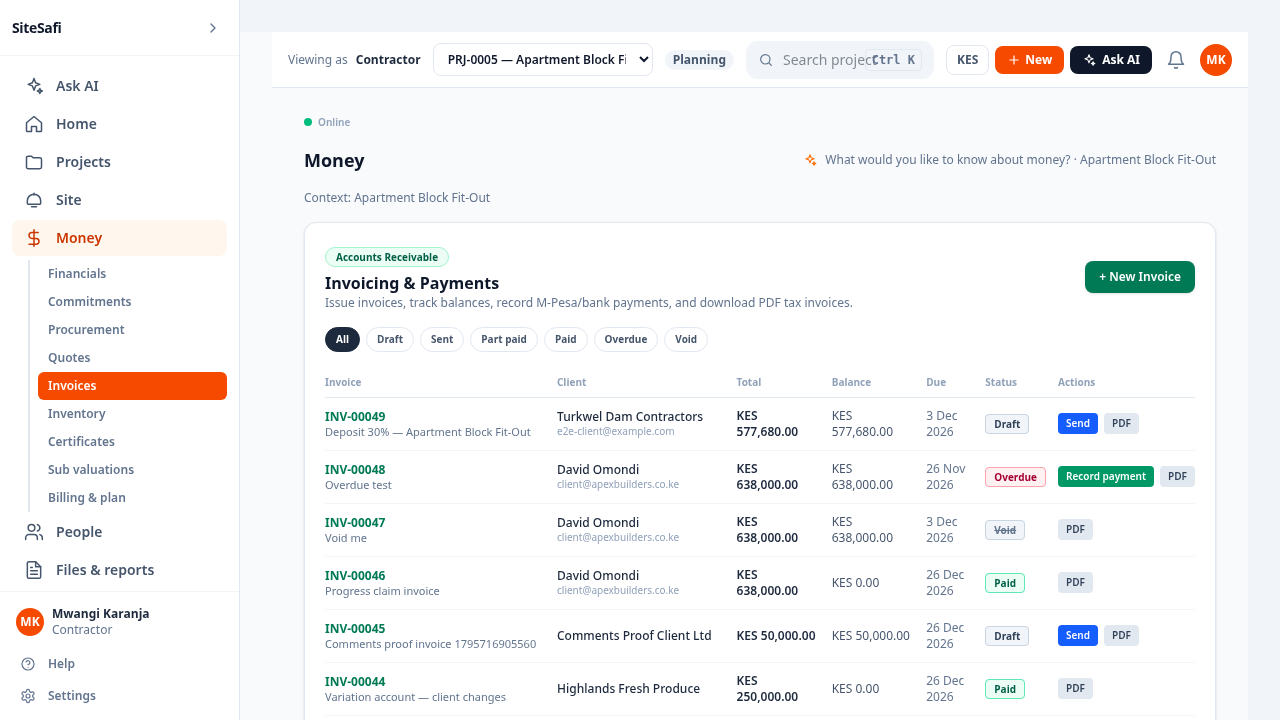 SiteSafi
Ask AI
Home
Projects
Site
Money
Financials
Commitments
Procurement
Quotes
Invoices
Inventory
Certificates
Sub valuations
Billing & plan
People
Files & reports
MK
Mwangi Karanja
Contractor
Help
Settings
Viewing as Contractor
PRJ-0005 — Apartment Block Fi
Planning
Search project
Ctrl K
KES
+ New
Ask AI
MK
Online
Money
What would you like to know about money? · Apartment Block Fit-Out
Context: Apartment Block Fit-Out
Accounts Receivable
Invoicing & Payments
Issue invoices, track balances, record M-Pesa/bank payments, and download PDF tax invoices.
+ New Invoice
All Draft Sent Part paid Paid Overdue Void
Invoice Client Total Balance Due Status Actions
INV-00049 Turkwel Dam Contractors KES KES 3 Dec Draft Send PDF
Deposit 30% — Apartment Block Fit-Out e2e-client@example.com 577,680.00 577,680.00 2026
INV-00048 David Omondi KES KES 26 Nov Overdue Record payment PDF
Overdue test client@apexbuilders.co.ke 638,000.00 638,000.00 2026
INV-00047 David Omondi KES KES 3 Dec Void PDF
Void me client@apexbuilders.co.ke 638,000.00 638,000.00 2026
INV-00046 David Omondi KES KES 0.00 26 Dec Paid PDF
Progress claim invoice client@apexbuilders.co.ke 638,000.00 2026
INV-00045 Comments Proof Client Ltd KES 50,000.00 KES 50,000.00 26 Dec Draft Send PDF
Comments proof invoice 1795716905560 2026
INV-00044 Highlands Fresh Produce KES KES 0.00 26 Dec Paid PDF
Variation account — client changes 250,000.00 2026